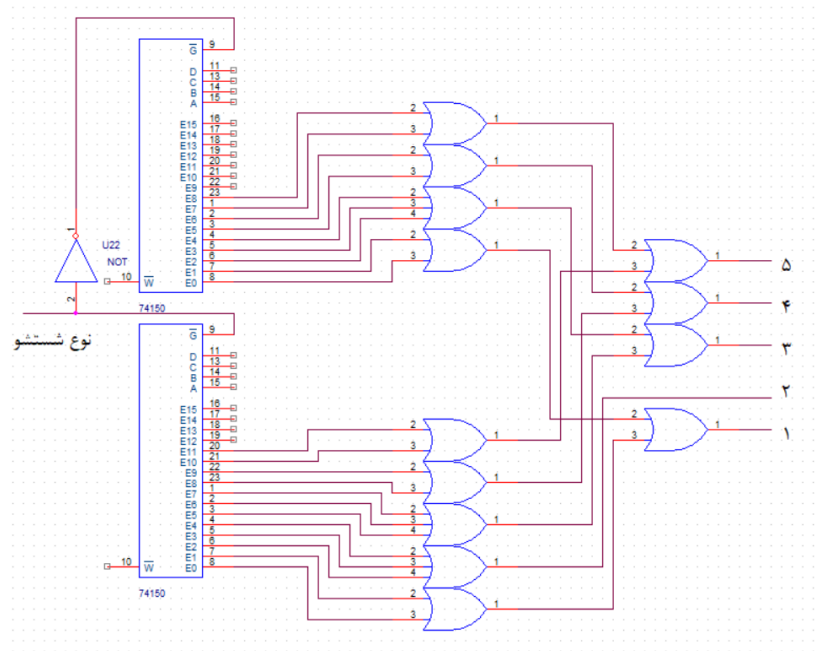 G 9
D 11
C 13
B 14
A 15
E15 16
E14 17
E13 18
E12 19
E11 20
E10 21
E9 22
E8 23
E7 1
E6 2
E5 3
E4 4
E3 5
E2 6
E1 7
E0 8
10 W
74150
1
U22
NOT
2
نوع شستشو
G 9
D 11
C 13
B 14
A 15
E15 16
E14 17
E13 18
E12 19
E11 20
E10 21
E9 22
E8 23
E7 1
E6 2
E5 3
E4 4
E3 5
E2 6
E1 7
E0 8
10 W
74150
2 1
3
2 1
3
2 1
3
4
2 1
3
2 1
3
2 1
3
2 1
3
4
2 1
3
4
2 1
3
2 1 ۵
3
2 1 ۴
3
2 1 ۳
3
۲
2 1 ۱
3